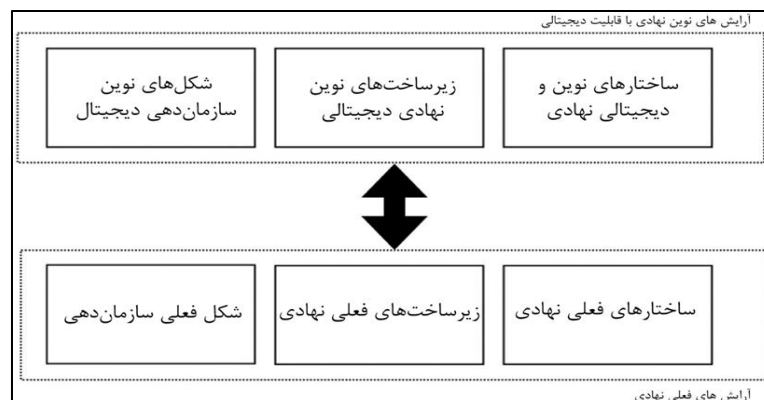 آرایش های نوین نهادی با قابلیت دیجیتالی
ساختارهای نوین و
دیجیتالی نهادی
زیرساخت‌های نوین
نهادی دیجیتالی
شکل‌های نوین
سازمان‌دهی دیجیتال
ساختارهای فعلی نهادی
زیرساخت‌های فعلی نهادی
شکل فعلی سازمان‌دهی
آرایش های فعلی نهادی